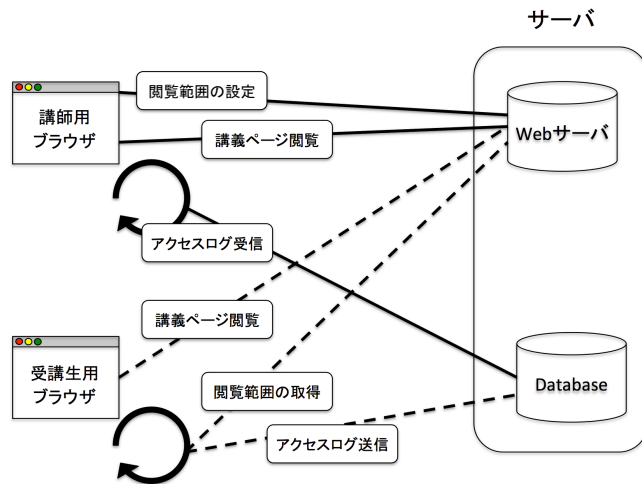 サーバ
閲覧範囲の設定
講師用
ブラウザ
Webサーバ
講義ページ閲覧
アクセスログ受信
講義ページ閲覧
受講生用
ブラウザ
閲覧範囲の取得
Database
アクセスログ送信